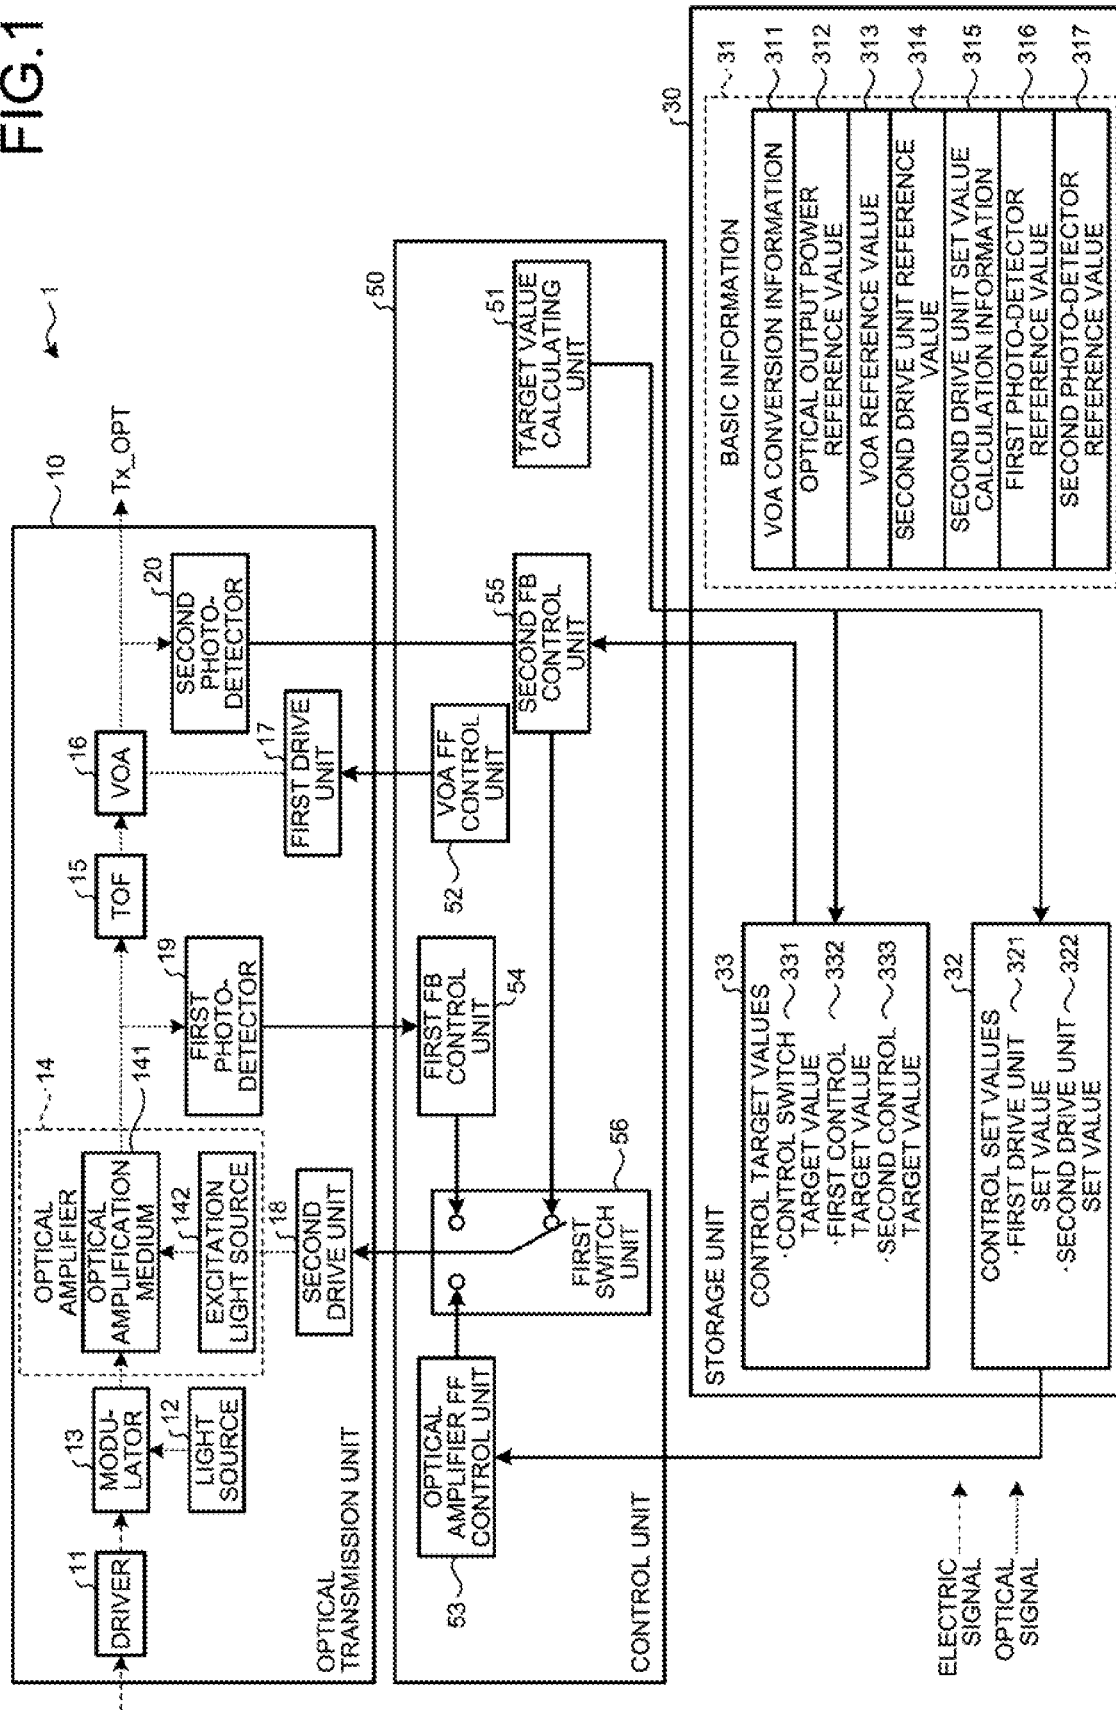 FIG.1
1
10
Tx_OPT
11
DRIVER
13
MODU-
LATOR
12
LIGHT
SOURCE
14
OPTICAL
AMPLIFIER
OPTICAL
AMPLIFICATION
MEDIUM
141
142
EXCITATION
LIGHT SOURCE
18
SECOND
DRIVE UNIT
19
FIRST
PHOTO-
DETECTOR
15
TOF
16
VOA
17
FIRST DRIVE
UNIT
20
SECOND
PHOTO-
DETECTOR
OPTICAL
TRANSMISSION UNIT
50
53
OPTICAL
AMPLIFIER FF
CONTROL UNIT
FIRST
SWITCH
UNIT
56
FIRST FB
CONTROL
UNIT
54
VOA FF
CONTROL
UNIT
52
SECOND FB
CONTROL
UNIT
55
TARGET VALUE
CALCULATING
UNIT
51
CONTROL UNIT
30
STORAGE UNIT
33
CONTROL TARGET VALUES
·CONTROL SWITCH 331
TARGET VALUE
·FIRST CONTROL 332
TARGET VALUE
·SECOND CONTROL 333
TARGET VALUE
32
CONTROL SET VALUES
·FIRST DRIVE UNIT 321
SET VALUE
·SECOND DRIVE UNIT 322
SET VALUE
31
BASIC INFORMATION
VOA CONVERSION INFORMATION 311
OPTICAL OUTPUT POWER
REFERENCE VALUE 312
VOA REFERENCE VALUE 313
SECOND DRIVE UNIT REFERENCE
VALUE 314
SECOND DRIVE UNIT SET VALUE
CALCULATION INFORMATION 315
FIRST PHOTO-DETECTOR
REFERENCE VALUE 316
SECOND PHOTO-DETECTOR
REFERENCE VALUE 317
ELECTRIC
SIGNAL
OPTICAL
SIGNAL